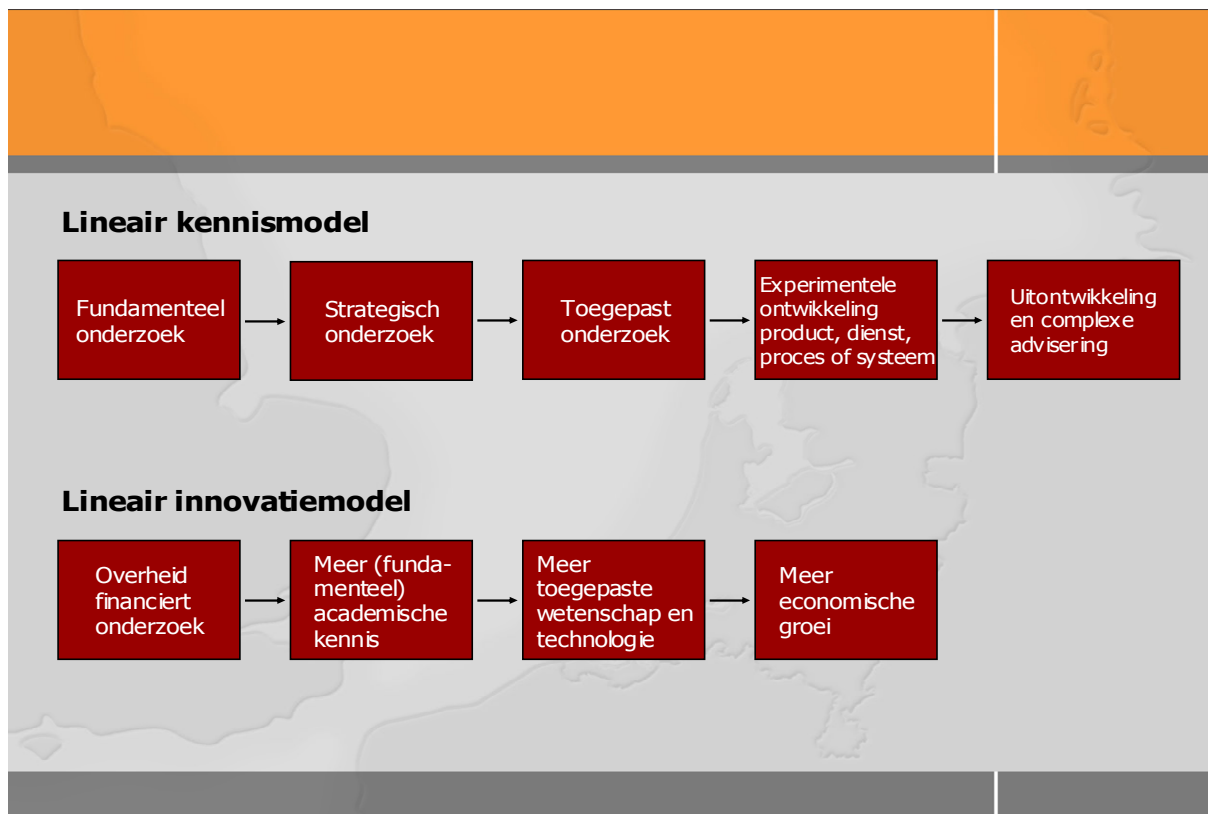 Lineair kennismodel
Fundamenteel
onderzoek
Strategisch
onderzoek
Toegepast
onderzoek
Experimentele
ontwikkeling
product, dienst,
proces of systeem
Uitontwikkeling
en complexe
advisering
Lineair innovatiemodel
Overheid
financiert
onderzoek
Meer (funda-
menteel)
academische
kennis
Meer
toegepaste
wetenschap en
technologie
Meer
economische
groei